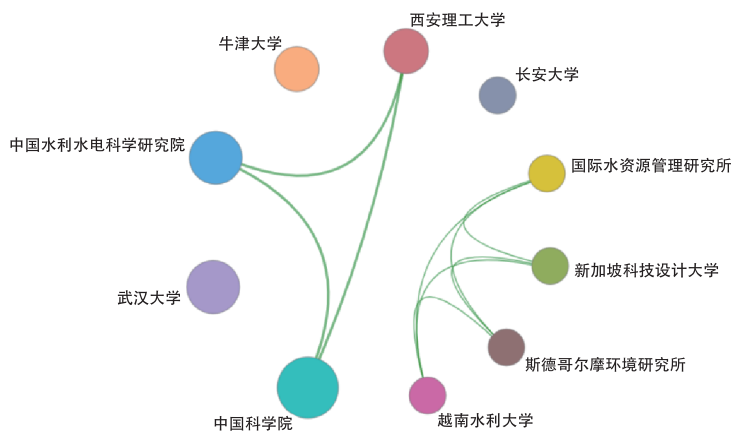 西安理工大学
牛津大学
长安大学
中国水利水电科学研究院
国际水资源管理研究所
新加坡科技设计大学
武汉大学
斯德哥尔摩环境研究所
越南水利大学
中国科学院